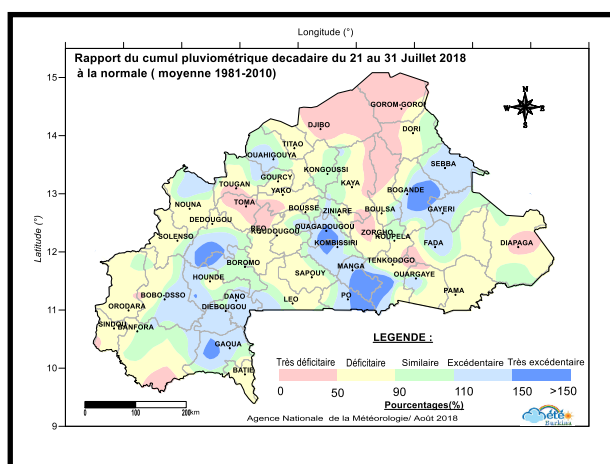 Longitude (°)
Rapport du cumul pluviométrique decadaire du 21 au 31 Juillet 2018
à la normale ( moyenne 1981-2010)
15
14
13
12
11
10
9
Latitude (°)
N
W E
S
GOROM-GOROM
DJIBO
DORI
TITAO
OUAHIGOUYA
SEBBA
KONGOUSSI
GOURCY
TOUGAN
KAYA
YAKO
BOGANDE
NOUNA
TOMA
BOUSSE
ZINIARE
BOULSA
GAYERI
DEDOUGOU
REO
KOUDOUGOU
OUAGADOUGOU
ZORGHO
KOUPELA
SOLENSO
KOMBISSIRI
FADA
DIAPAGA
BOROMO
MANGA
TENKODOGO
HOUNDE
SAPOUY
OUARGAYE
BOBO-DSSO
DANO
LEO
PO
PAMA
ORODARA
DIEBOUGOU
SINDOU
BANFORA
GAOUA
BATIE
LEGENDE :
Très déficitaire Déficitaire Similaire Excédentaire Très excédentaire
0 50 90 110 150 >150
Pourcentages(%)
0 100 200km
Agence Nationale de la Météorologie/ Août 2018
Météo
Burkina